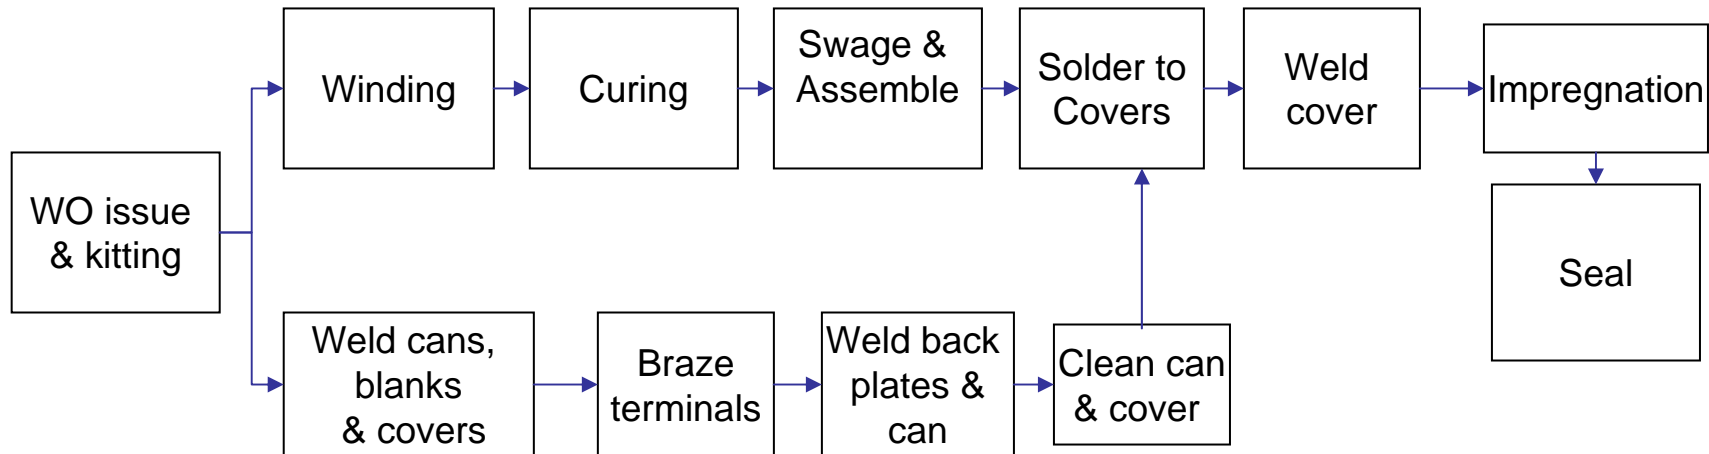 WO issue
& kitting
Winding
Curing
Swage &
Assemble
Solder to
Covers
Weld
cover
Impregnation
Seal
Weld cans,
blanks
& covers
Braze
terminals
Weld back
plates &
can
Clean can
& cover